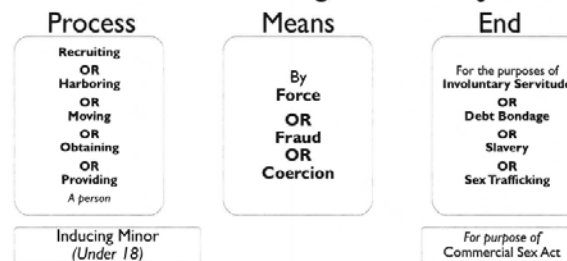 Process
Recruiting
OR
Harboring
OR
Moving
OR
Obtaining
OR
Providing
A person
Inducing Minor
(Under 18)
Means
By
Force
OR
Fraud
OR
Coercion
End
For the purposes of
Involuntary Servitude
OR
Debt Bondage
OR
Slavery
OR
Sex Trafficking
For purpose of
Commercial Sex Act